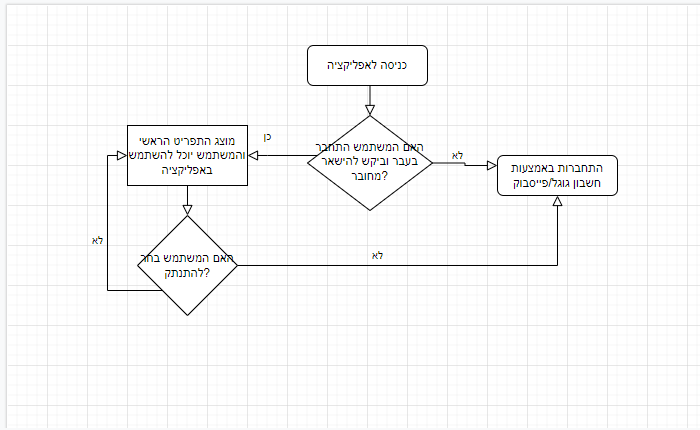 כניסה לאפליקציה
האם המשתמש התחבר
בעבר וביקש להישאר
מחובר?
כן
לא
מוצג התפריט הראשי
והמשתמש יוכל להשתמש
באפליקציה
התחברות באמצעות
חשבון גוגל/פייסבוק
האם המשתמש בחר
להתנתק?
לא
לא